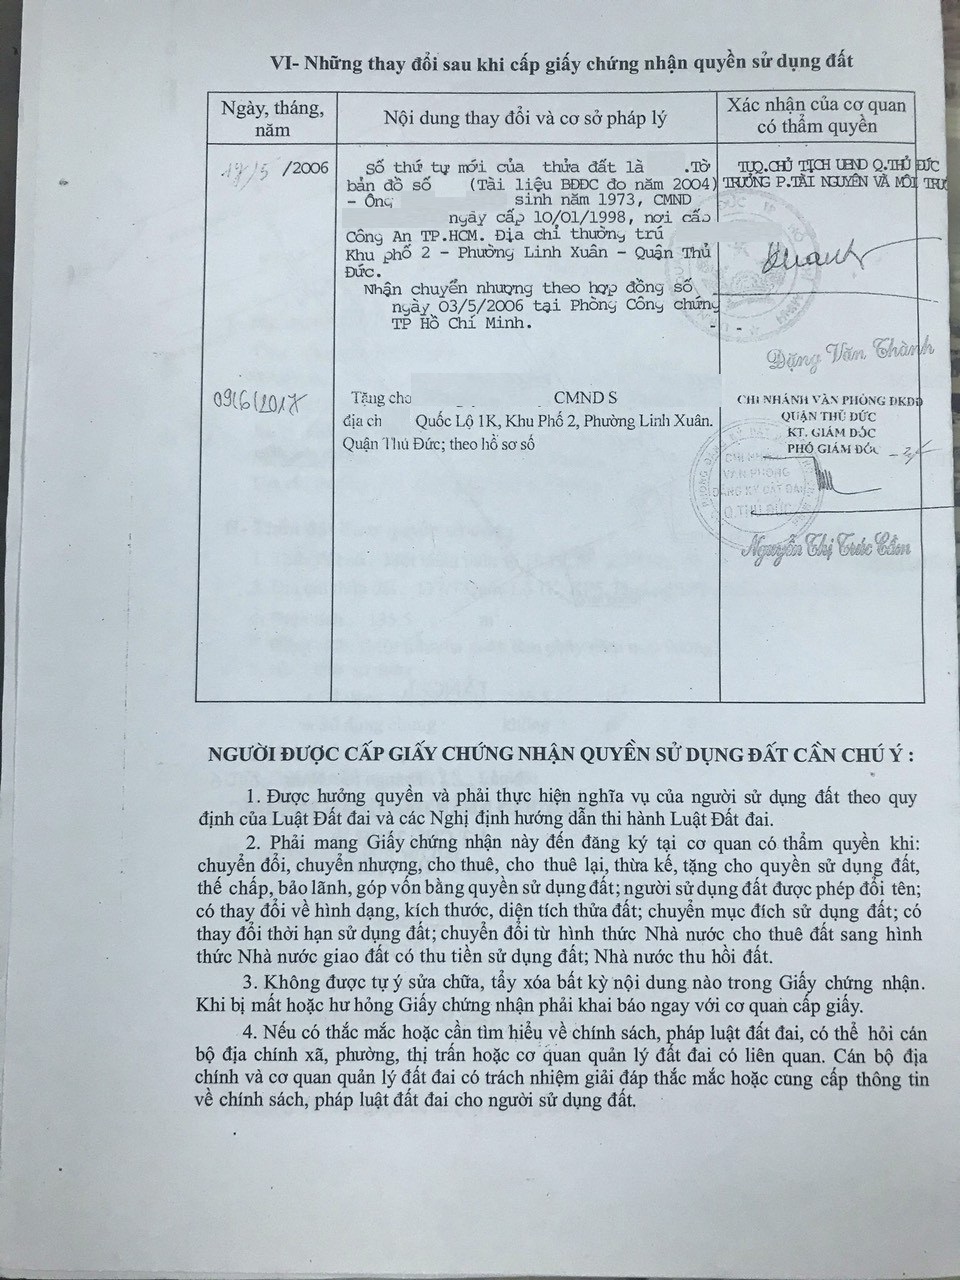 VI- Những thay đổi sau khi cấp giấy chứng nhận quyền sử dụng đất
Ngày, tháng, năm
Nội dung thay đổi và cơ sở pháp lý
Xác nhận của cơ quan có thẩm quyền
/2006
Số thứ tự mới của thửa đất là .Tờ
bản đồ số (Tài liệu BĐĐC đo năm 2004)
- Ông sinh năm 1973, CMND
ngày cấp 10/01/1998, nơi cấp
Công An TP.HCM. Địa chỉ thường trú
Khu phố 2 - Phường Linh Xuân - Quận Thủ
Đức.
Nhận chuyển nhượng theo hợp đồng số
ngày 03/5/2006 tại Phòng Công chứng
TP Hồ Chí Minh.
TUQ.CHỦ TỊCH UBND Q.THỦ ĐỨC
TRƯỞNG P.TÀI NGUYÊN VÀ MÔI TRƯ
Đặng Văn Thành
09/6/2017
Tặng cho CMND S
địa ch Quốc Lộ 1K, Khu Phố 2, Phường Linh Xuân.
Quận Thủ Đức; theo hồ sơ số
CHI NHÁNH VĂN PHÒNG ĐKĐĐ
QUẬN THỦ ĐỨC
KT. GIÁM ĐỐC
PHÓ GIÁM ĐỐC
VĂN PHÒNG
ĐĂNG KÝ ĐẤT ĐAI
Q.THỦ ĐỨC
Nguyễn Thị Trúc Cầm
NGƯỜI ĐƯỢC CẤP GIẤY CHỨNG NHẬN QUYỀN SỬ DỤNG ĐẤT CẦN CHÚ Ý :
1. Được hưởng quyền và phải thực hiện nghĩa vụ của người sử dụng đất theo quy
định của Luật Đất đai và các Nghị định hướng dẫn thi hành Luật Đất đai.
2. Phải mang Giấy chứng nhận này đến đăng ký tại cơ quan có thẩm quyền khi:
chuyển đổi, chuyển nhượng, cho thuê, cho thuê lại, thừa kế, tặng cho quyền sử dụng đất,
thế chấp, bảo lãnh, góp vốn bằng quyền sử dụng đất; người sử dụng đất được phép đổi tên;
có thay đổi về hình dạng, kích thước, diện tích thửa đất; chuyển mục đích sử dụng đất; có
thay đổi thời hạn sử dụng đất; chuyển đổi từ hình thức Nhà nước cho thuê đất sang hình
thức Nhà nước giao đất có thu tiền sử dụng đất; Nhà nước thu hồi đất.
3. Không được tự ý sửa chữa, tẩy xóa bất kỳ nội dung nào trong Giấy chứng nhận.
Khi bị mất hoặc hư hỏng Giấy chứng nhận phải khai báo ngay với cơ quan cấp giấy.
4. Nếu có thắc mắc hoặc cần tìm hiểu về chính sách, pháp luật đất đai, có thể hỏi cán
bộ địa chính xã, phường, thị trấn hoặc cơ quan quản lý đất đai có liên quan. Cán bộ địa
chính và cơ quan quản lý đất đai có trách nhiệm giải đáp thắc mắc hoặc cung cấp thông tin
về chính sách, pháp luật đất đai cho người sử dụng đất.